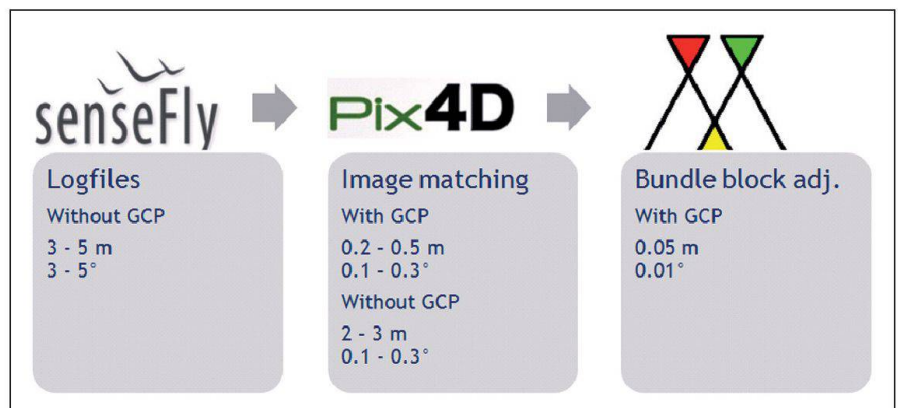 senseFly
Pix4D
Logfiles
Without GCP
3 - 5 m
3 - 5°
Image matching
With GCP
0.2 - 0.5 m
0.1 - 0.3°
Without GCP
2 - 3 m
0.1 - 0.3°
Bundle block adj.
With GCP
0.05 m
0.01°